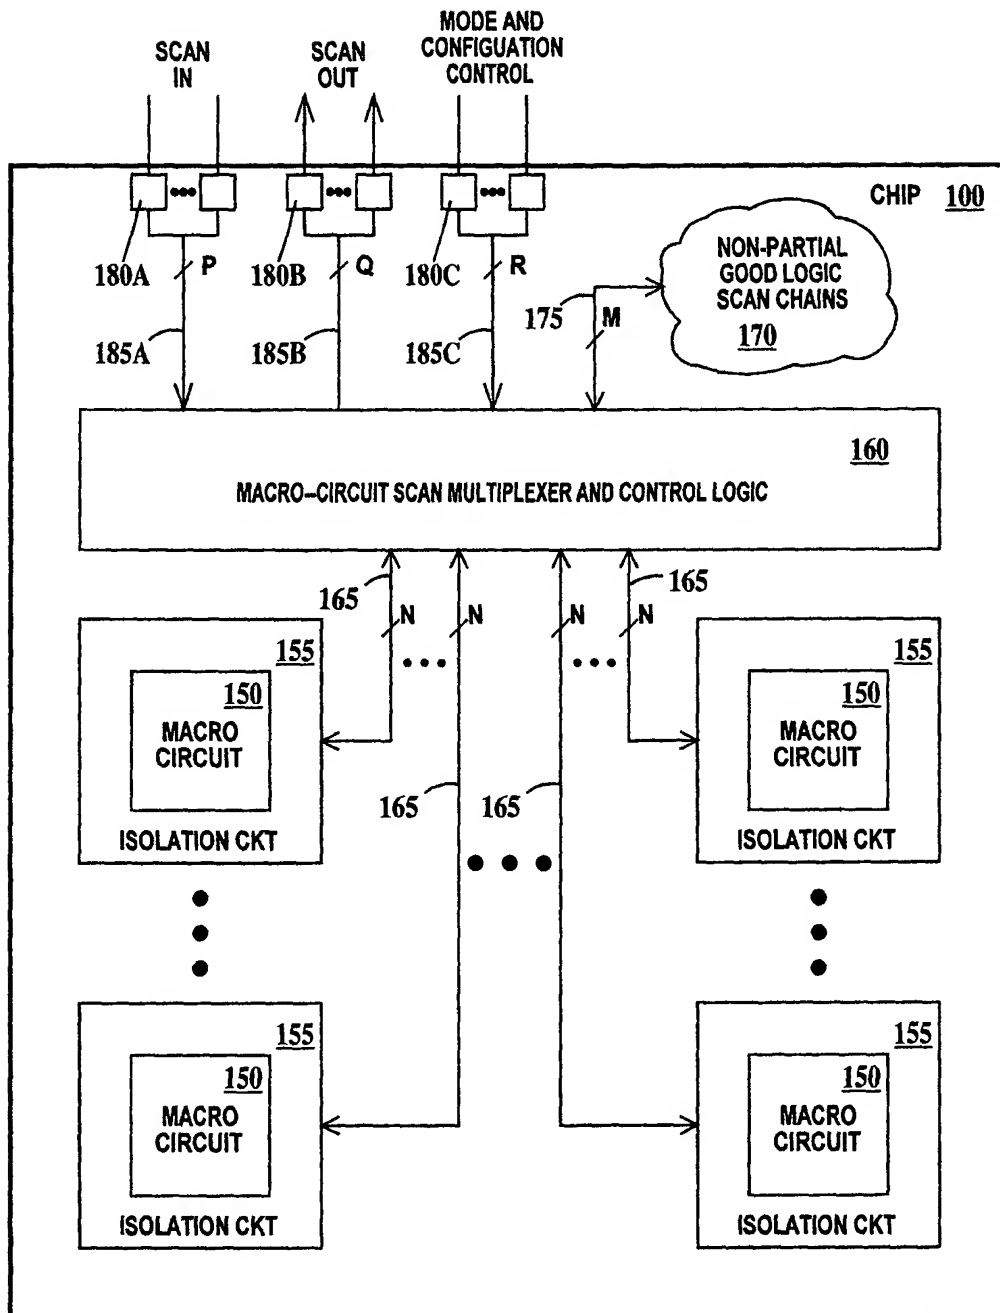 SCAN
IN
SCAN
OUT
MODE AND
CONFIGUATION
CONTROL
CHIP 100
180A
P
180B
Q
180C
R
175
M
NON-PARTIAL
GOOD LOGIC
SCAN CHAINS
170
185A
185B
185C
160
MACRO-CIRCUIT SCAN MULTIPLEXER AND CONTROL LOGIC
165
N
N
N
N
165
155
150
MACRO
CIRCUIT
ISOLATION CKT
155
150
MACRO
CIRCUIT
ISOLATION CKT
165
165
155
150
MACRO
CIRCUIT
ISOLATION CKT
155
150
MACRO
CIRCUIT
ISOLATION CKT